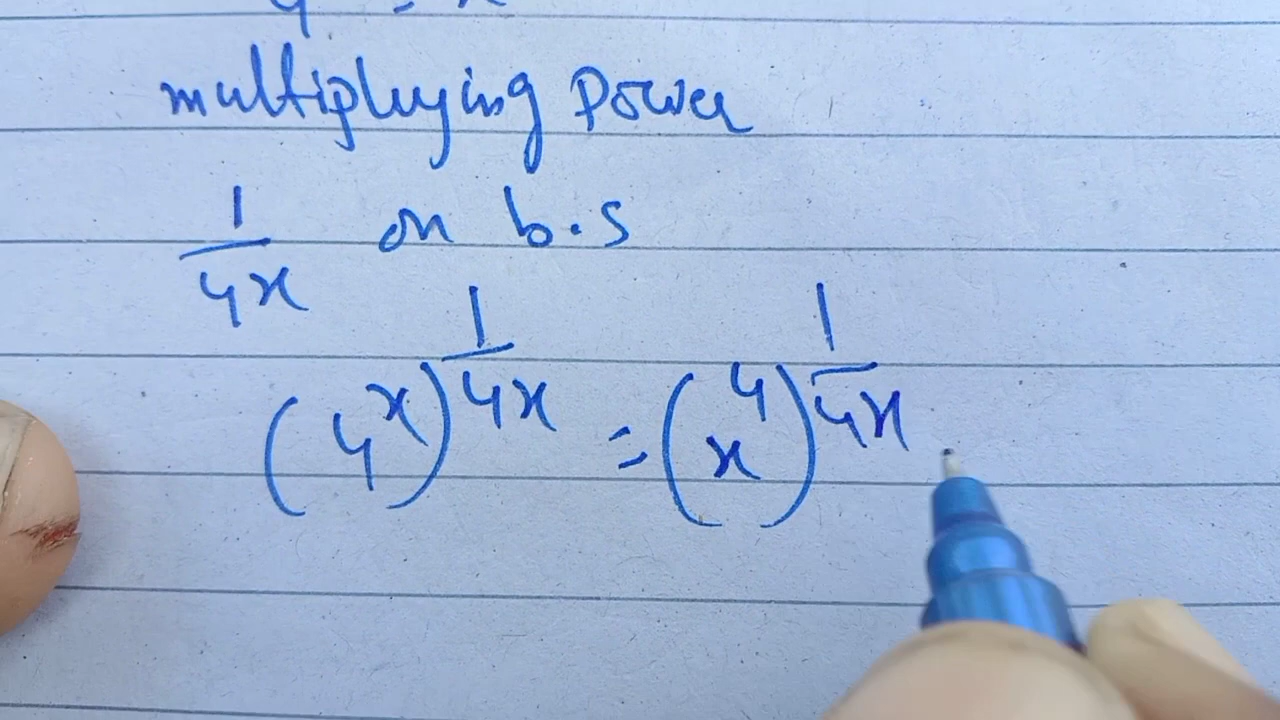 multiplying power
1/4x on b.s
(4^x)^(1/4x) = (x^4)^(1/4x)